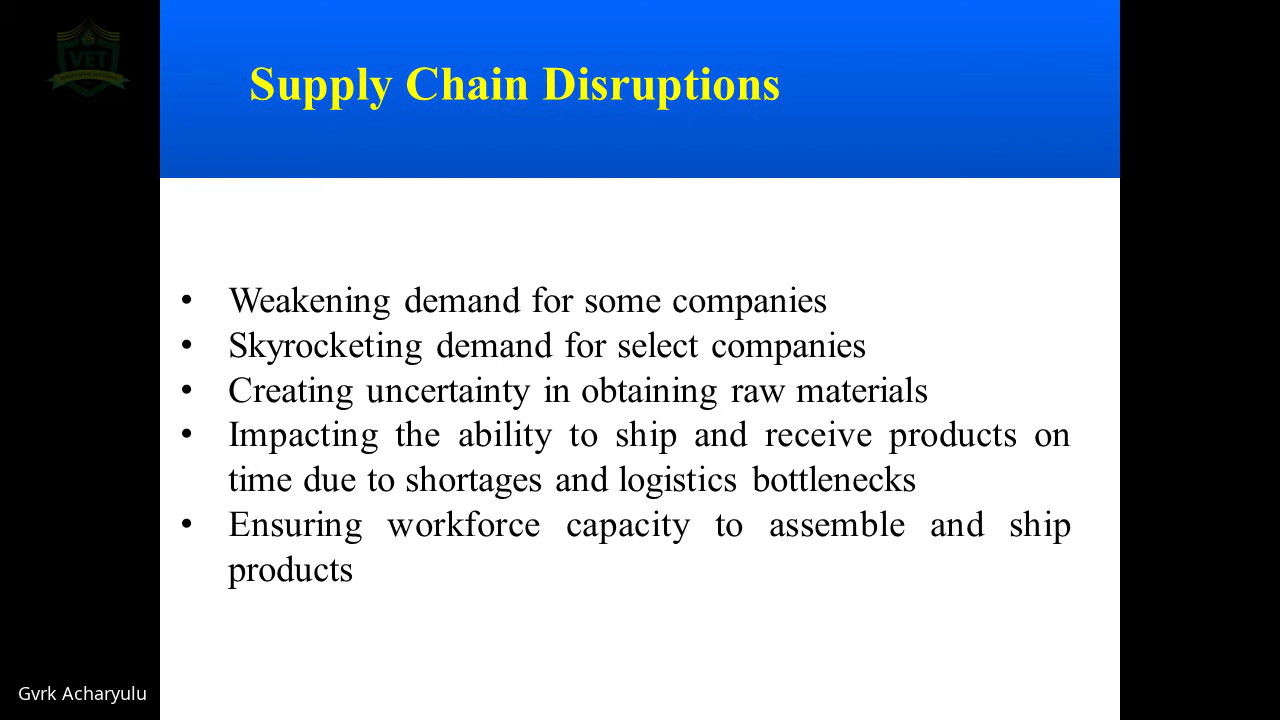 VET
Supply Chain Disruptions
• Weakening demand for some companies
• Skyrocketing demand for select companies
• Creating uncertainty in obtaining raw materials
• Impacting the ability to ship and receive products on
time due to shortages and logistics bottlenecks
• Ensuring workforce capacity to assemble and ship
products
Gvrk Acharyulu